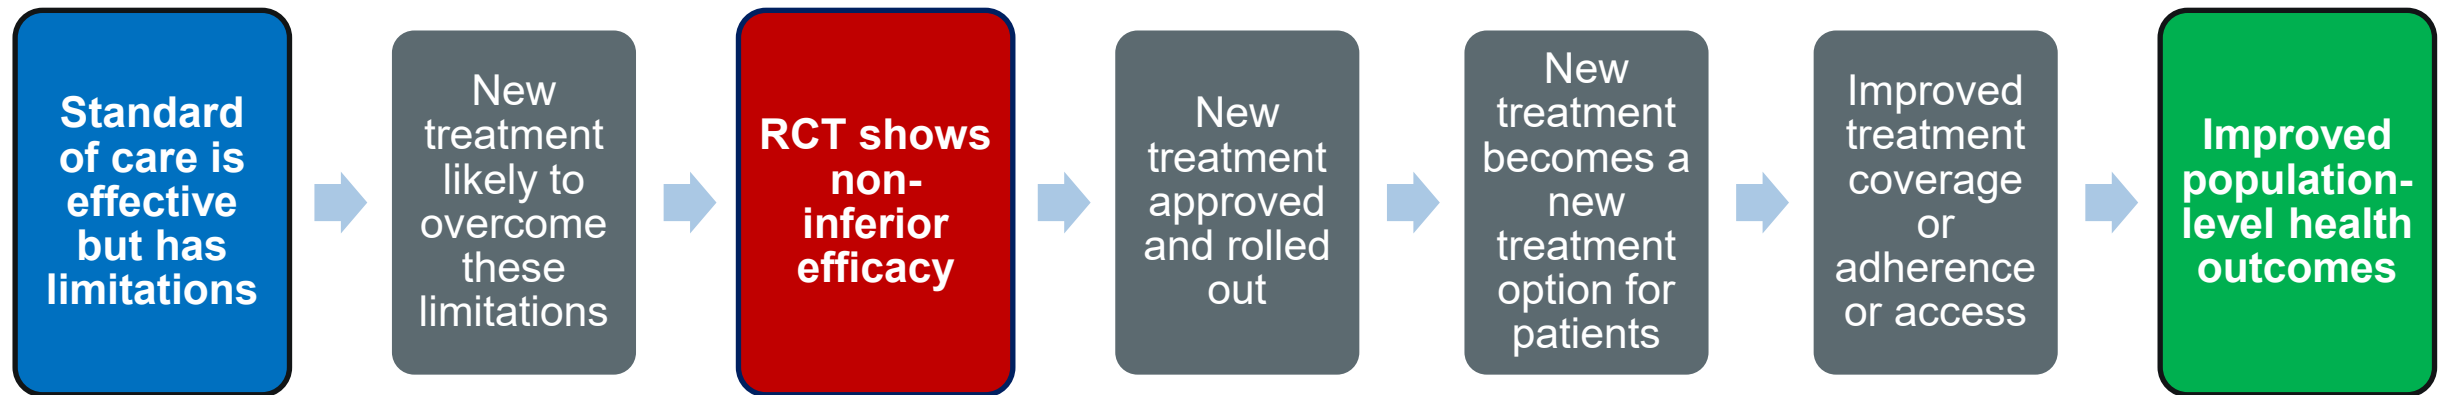 Standard
of care is
effective
but has
limitations
New
treatment
likely to
overcome
these
limitations
RCT shows
non-
inferior
efficacy
New
treatment
approved
and rolled
out
New
treatment
becomes a
new
treatment
option for
patients
Improved
treatment
coverage
or
adherence
or access
Improved
population-
level health
outcomes